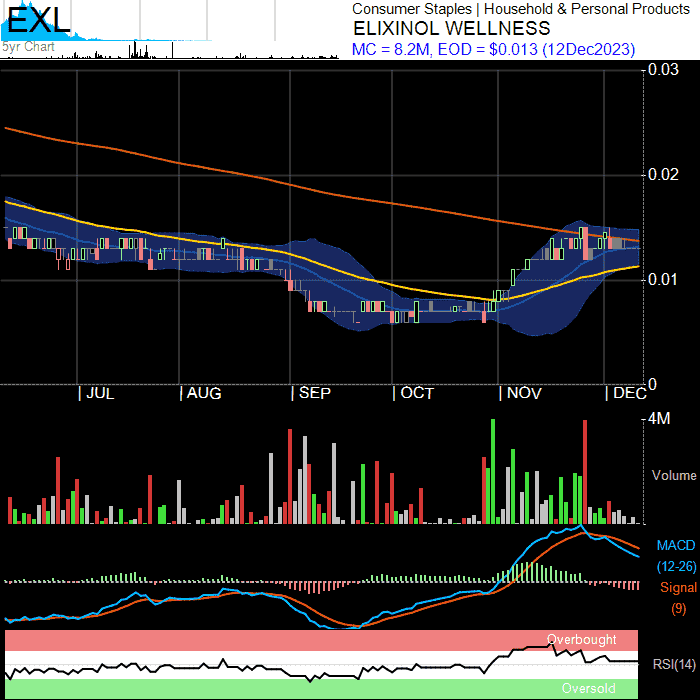 EXL
5yr Chart
Consumer Staples | Household & Personal Products
ELIXINOL WELLNESS
MC = 8.2M, EOD = $0.013 (12Dec2023)
0.03
0.02
0.01
0
| JUL | AUG | SEP | OCT | NOV | DEC
4M
Volume
MACD
(12-26)
Signal
(9)
Overbought
RSI(14)
Oversold